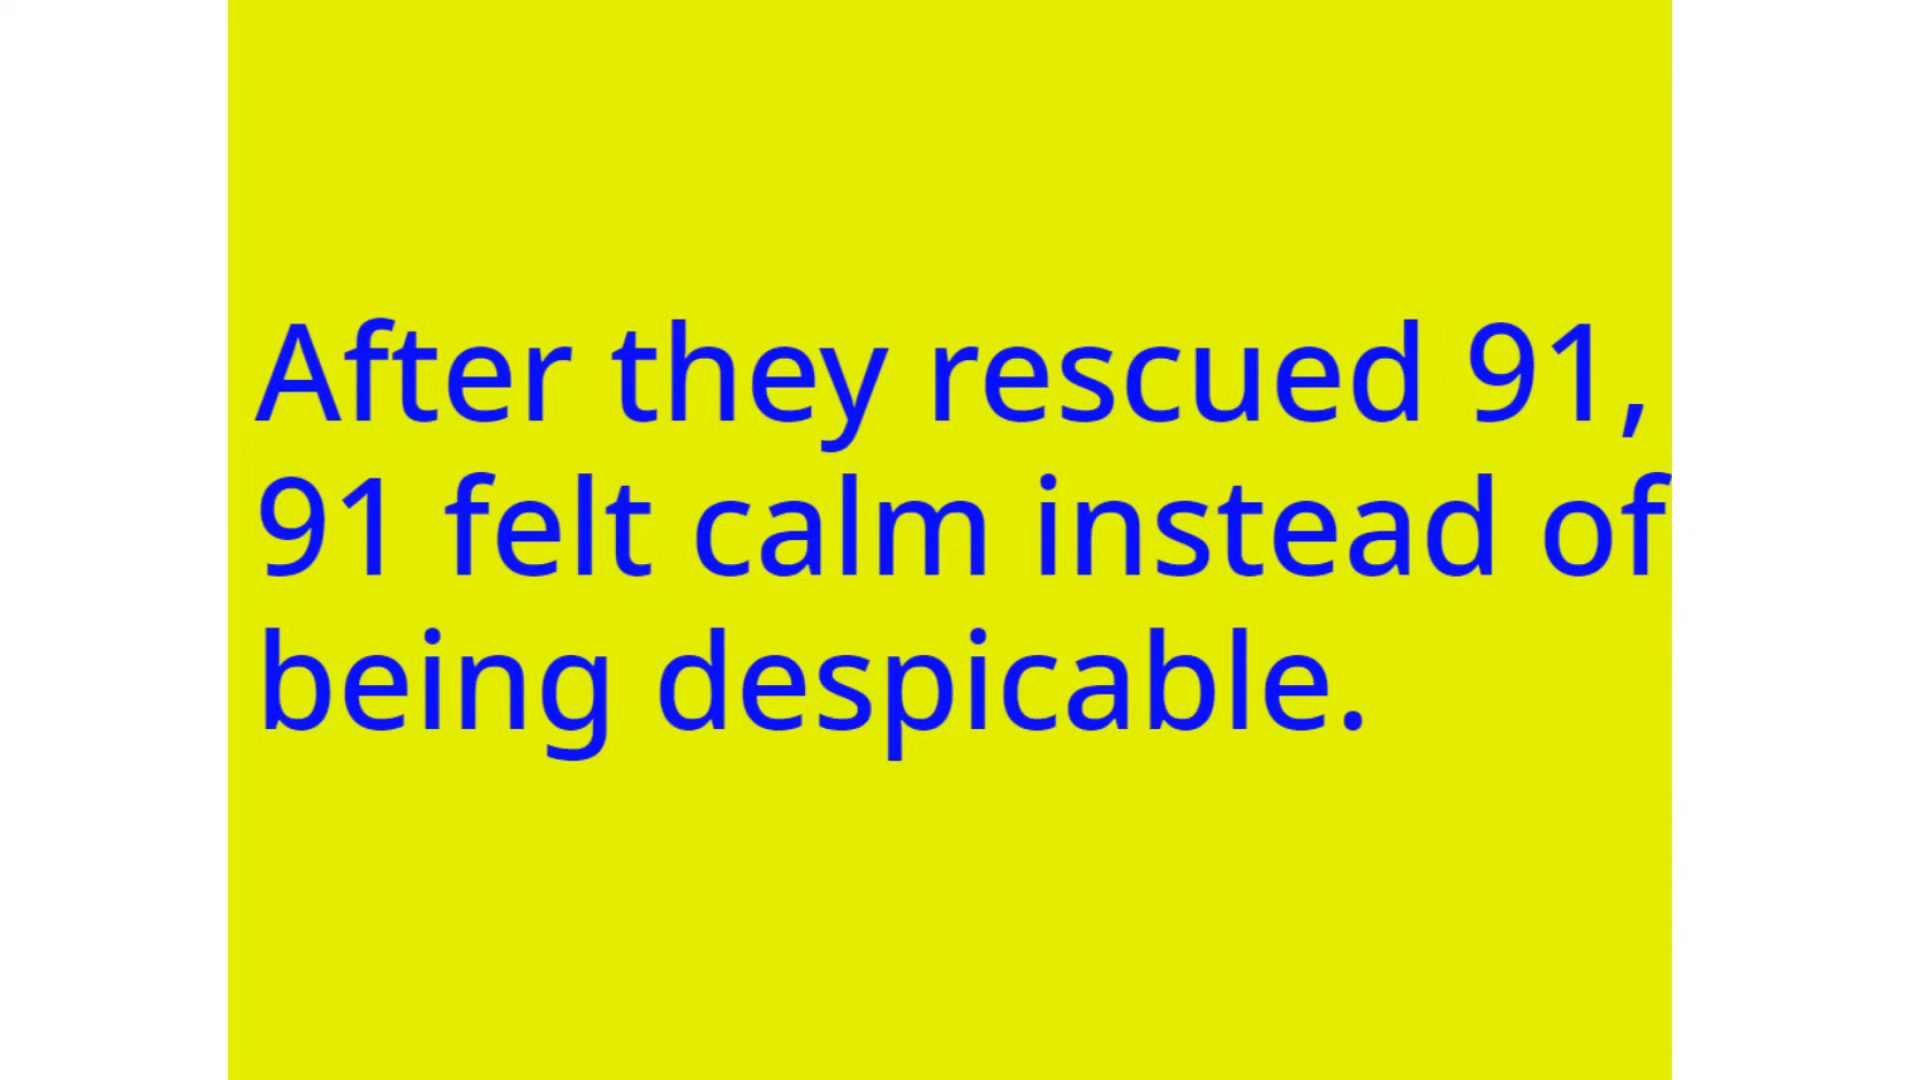 After they rescued 91,
91 felt calm instead of
being despicable.